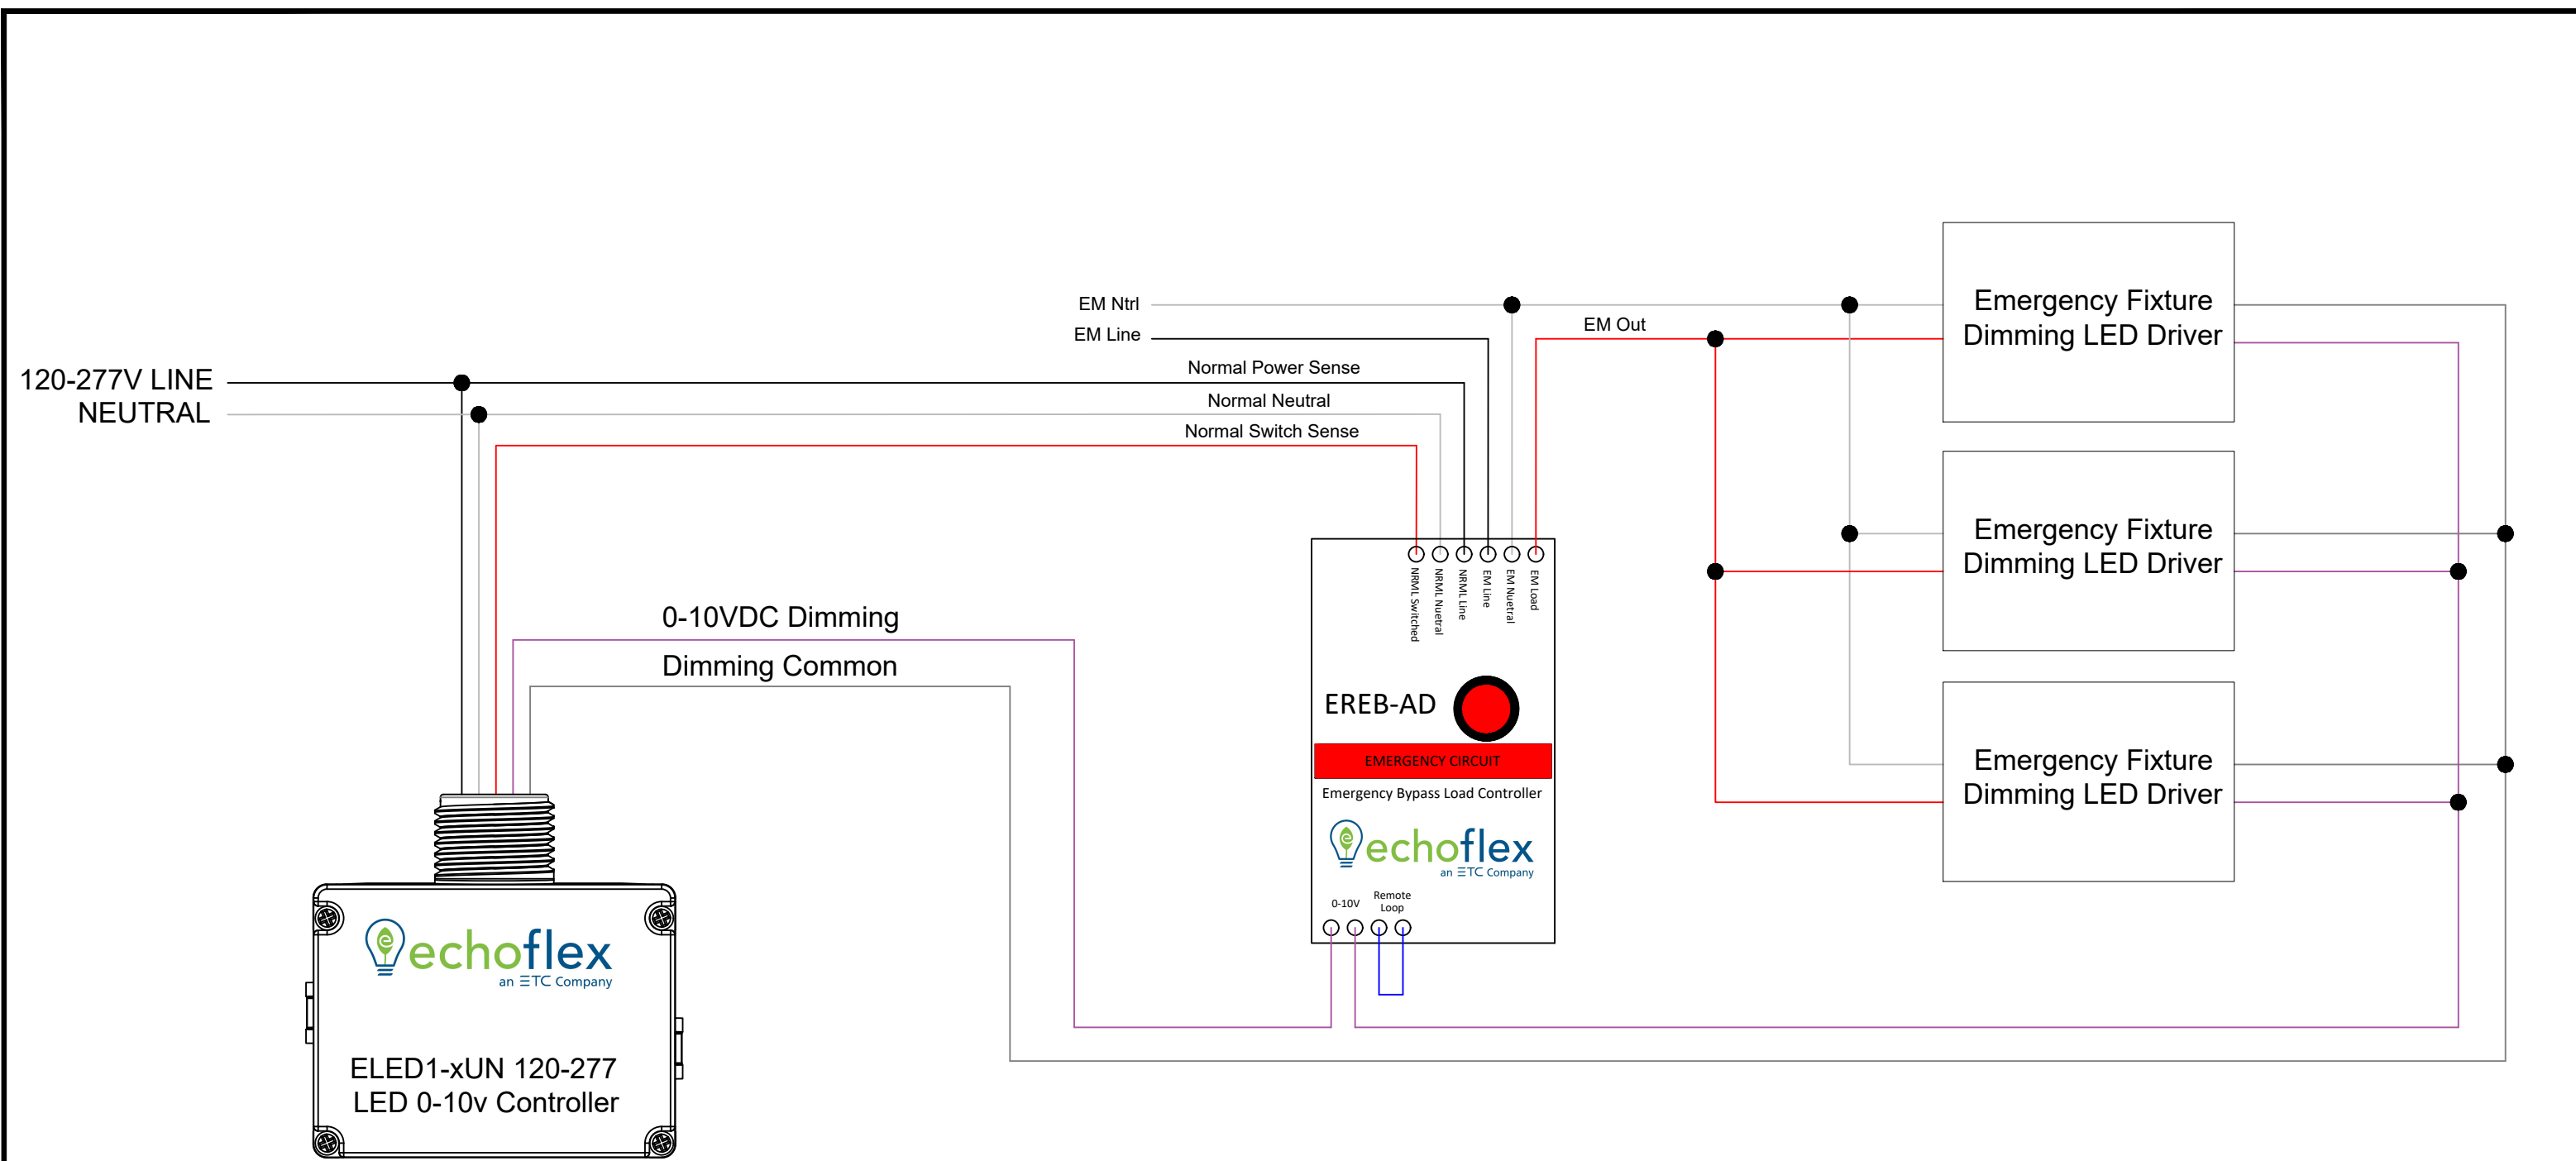 EM Ntrl
EM Line
EM Out
Normal Power Sense
Normal Neutral
Normal Switch Sense
120-277V LINE
NEUTRAL
Emergency Fixture
Dimming LED Driver
Emergency Fixture
Dimming LED Driver
Emergency Fixture
Dimming LED Driver
0-10VDC Dimming
Dimming Common
NRML Switched
NRML Nuetral
NRML Line
EM Line
EM Nuetral
EM Load
EREB-AD
EMERGENCY CIRCUIT
Emergency Bypass Load Controller
echoflex
an ETC Company
0-10V
Remote
Loop
echoflex
an ETC Company
ELED1-xUN 120-277
LED 0-10v Controller